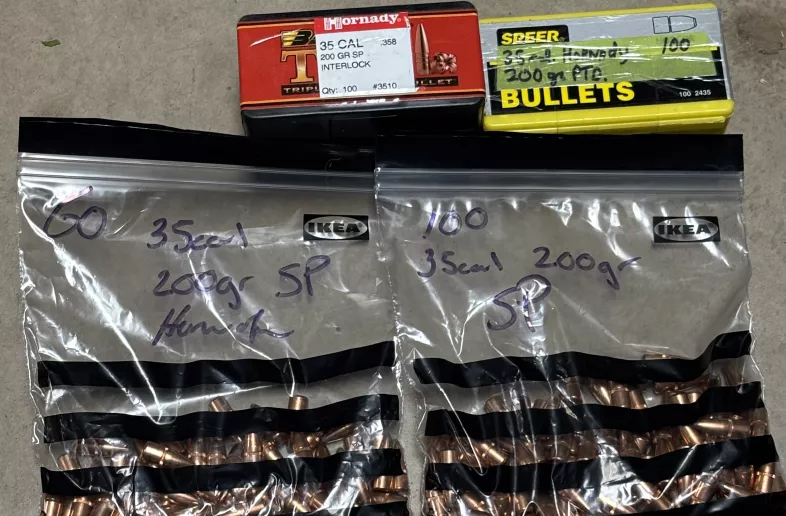 Hornady.
35 CAL .358
200 GR SP
INTERLOCK
Qty: 100 #3510
SPEER
35 cal. Hornady 100
200 gr. PTC.
BULLETS
100 2435
60
IKEA
35cal
200gr SP
100
IKEA
35cal 200gr
SP